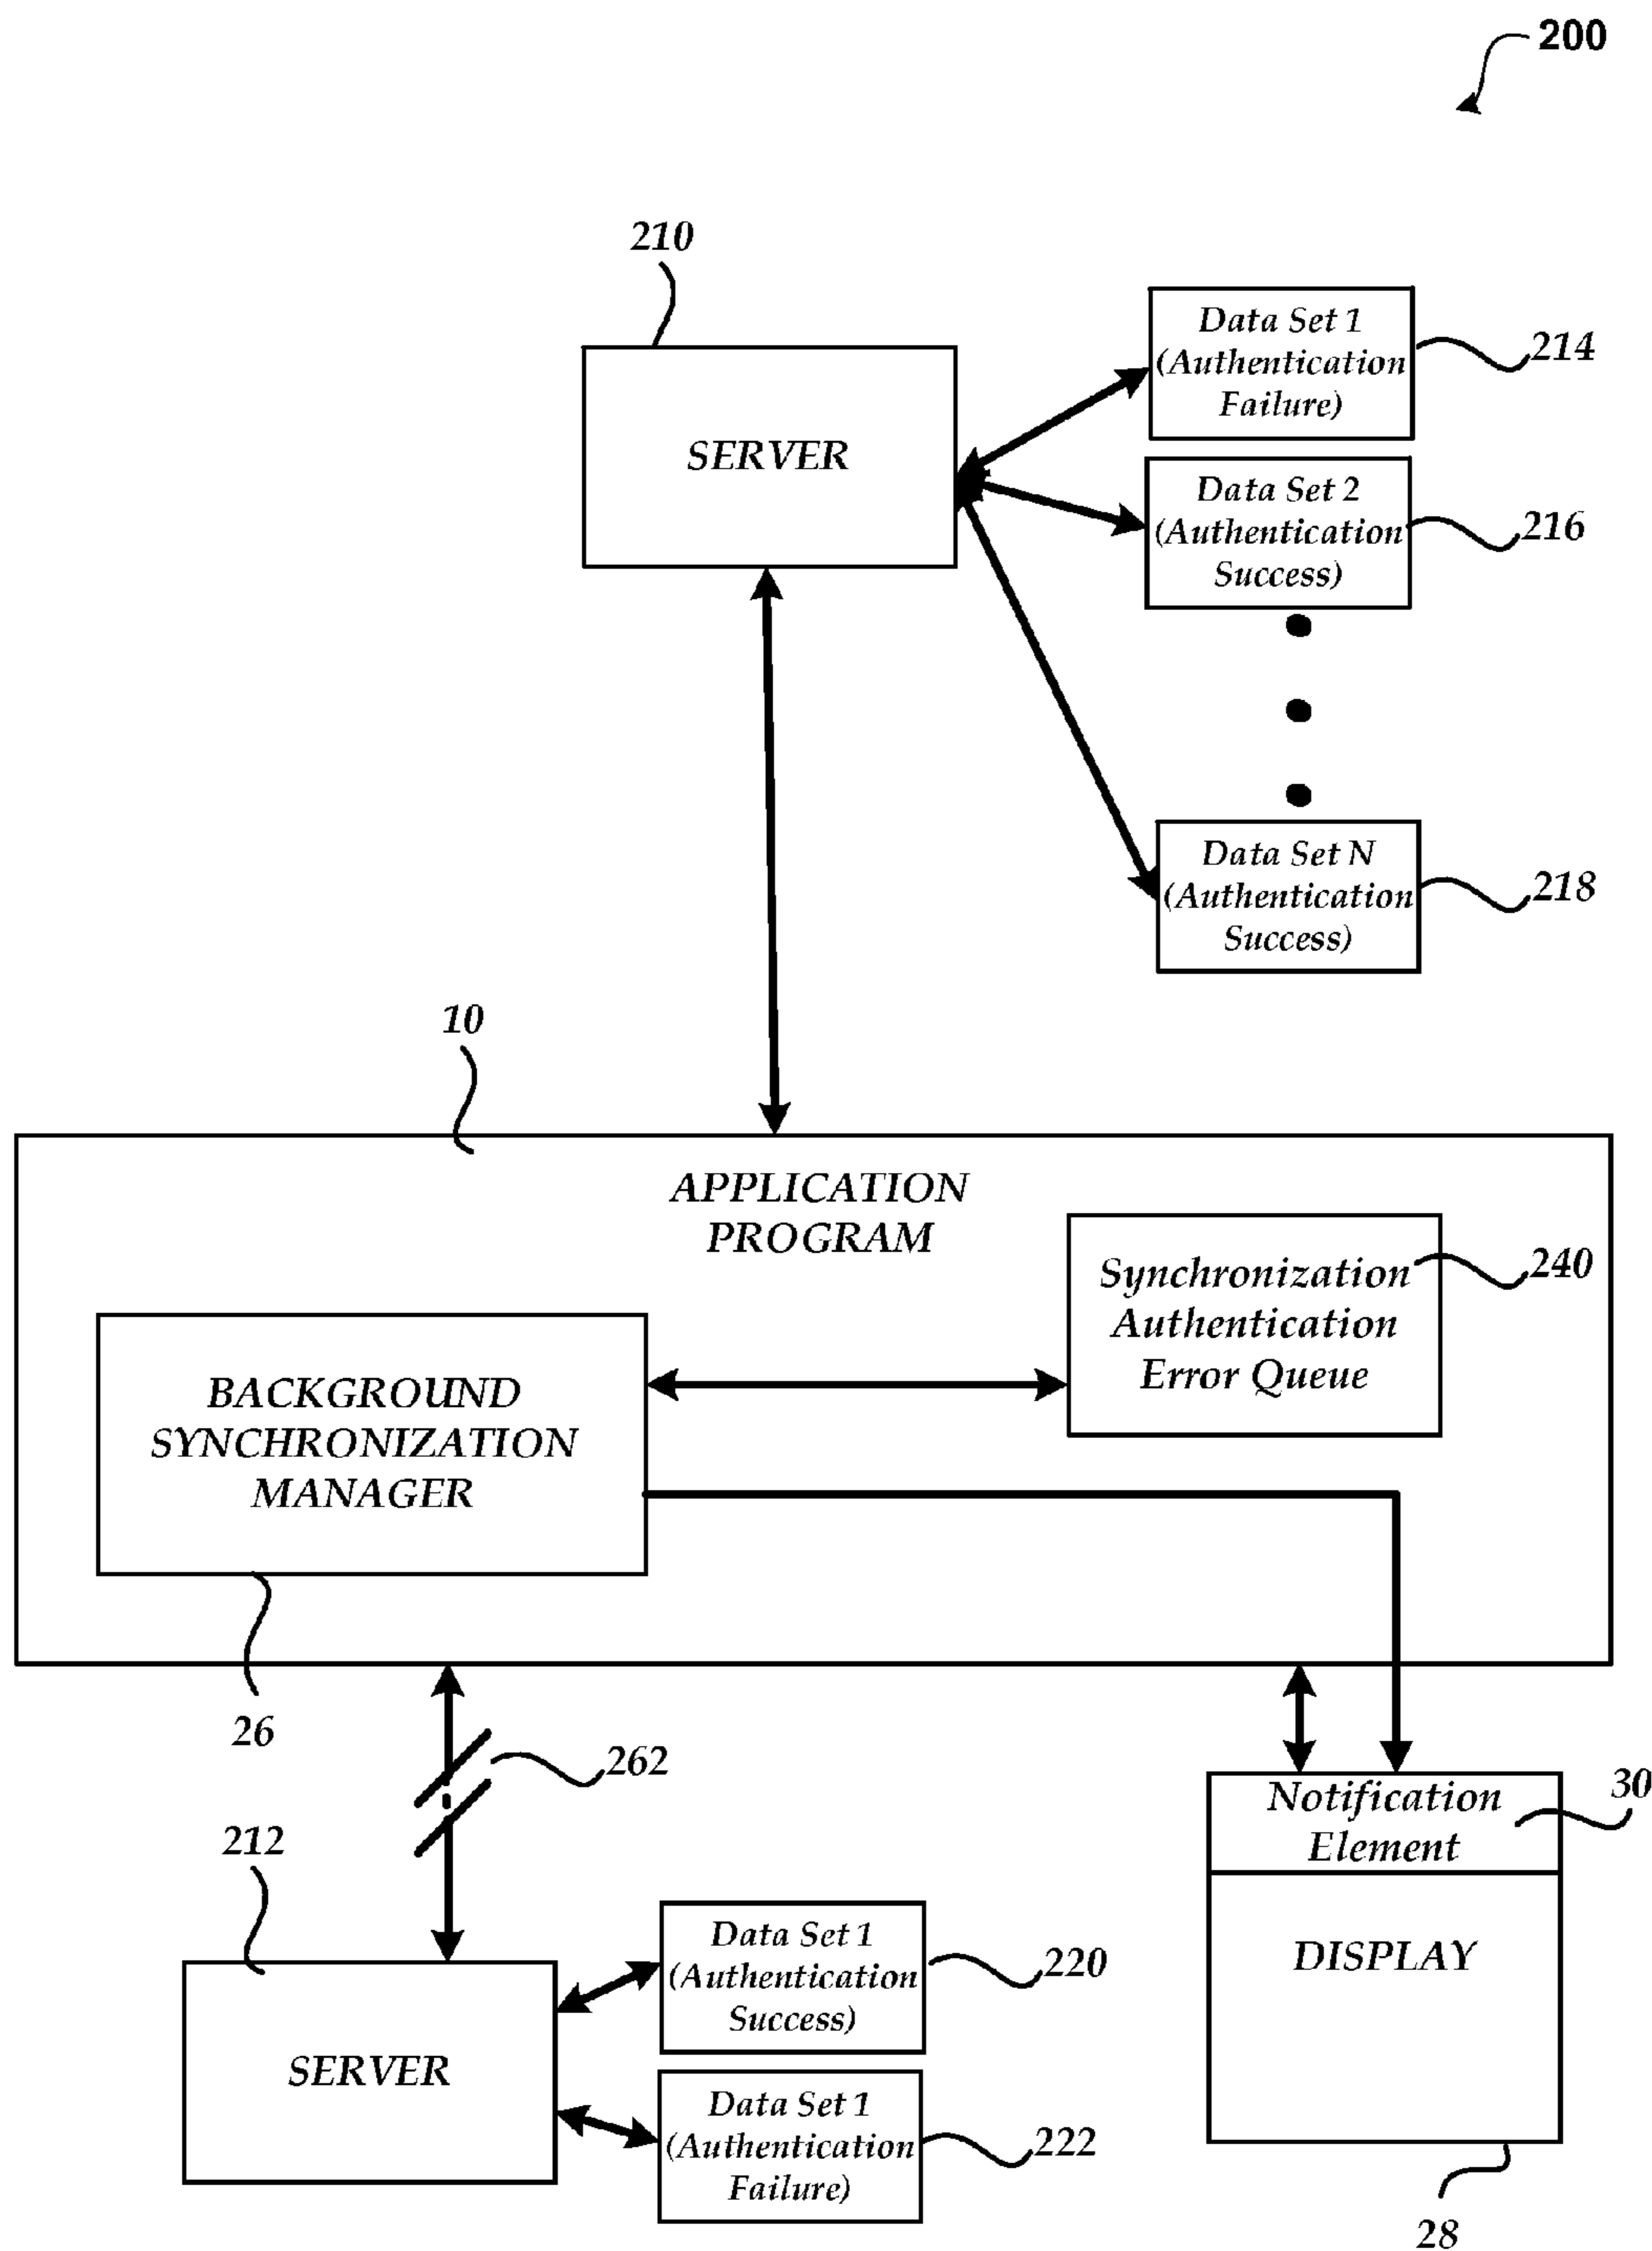 200
210
SERVER
Data Set 1
(Authentication
Failure)
214
Data Set 2
(Authentication
Success)
216
Data Set N
(Authentication
Success)
218
10
APPLICATION
PROGRAM
Synchronization
Authentication
Error Queue
240
BACKGROUND
SYNCHRONIZATION
MANAGER
26
262
212
SERVER
Data Set 1
(Authentication
Success)
220
Data Set 1
(Authentication
Failure)
222
Notification
Element
30
DISPLAY
28